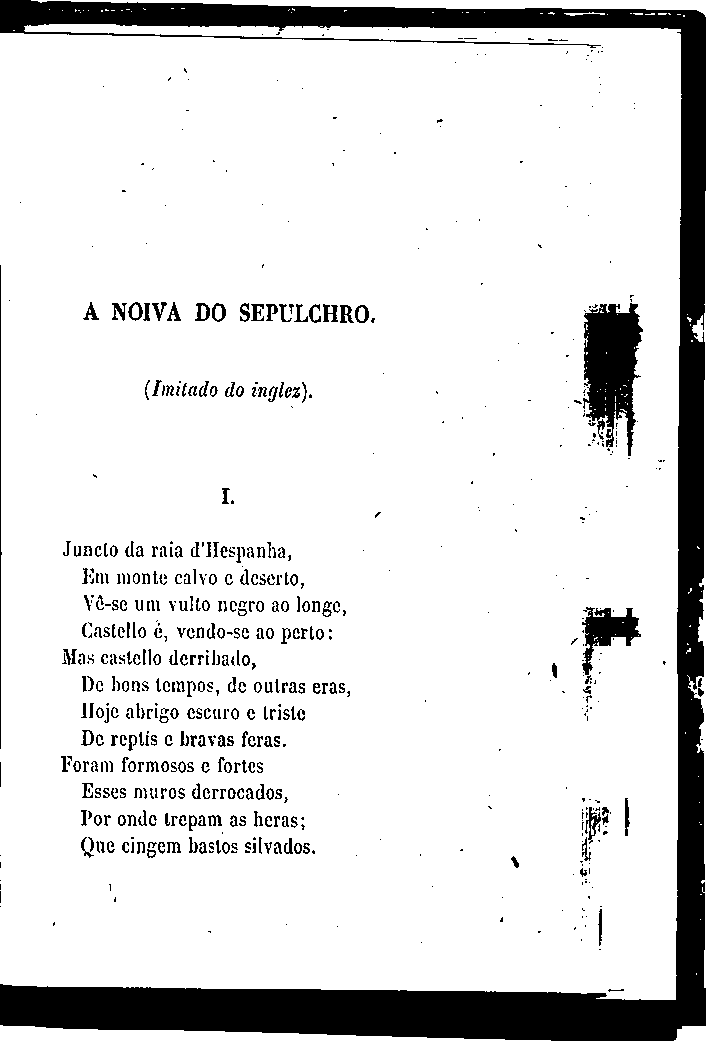 A NOIVA DO SEPULCHRO.
(Imitado do inglez).
I.
Juncto da raia d'Hespanha,
Em monte calvo e deserto,
Vê-se um vulto negro ao longe,
Castello é, vendo-se ao perto:
Mas castello derribado,
De bons tempos, de outras eras,
Hoje abrigo escuro e triste
De reptis e bravas feras.
Foram formosos e fortes
Esses muros derrocados,
Por onde trepam as heras;
Que cingem bastos silvados.